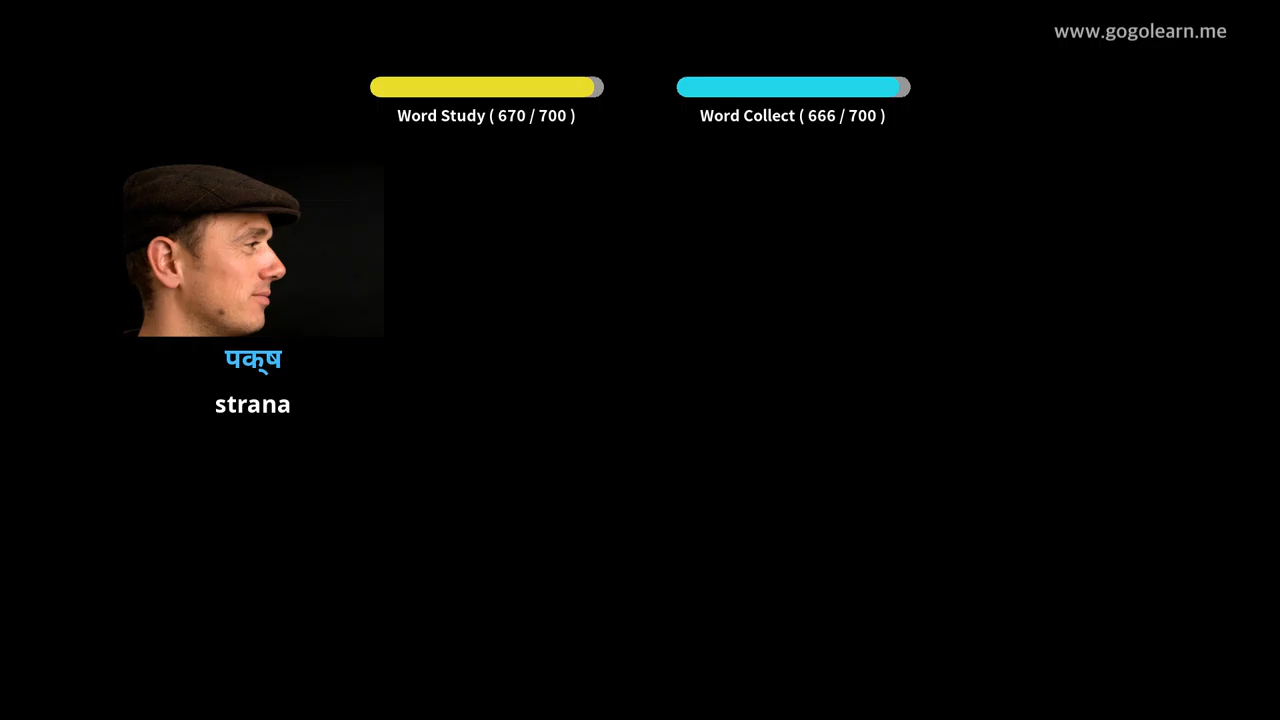 www.gogolearn.me
Word Study ( 670 / 700 )
Word Collect ( 666 / 700 )
पक्‌ष
strana